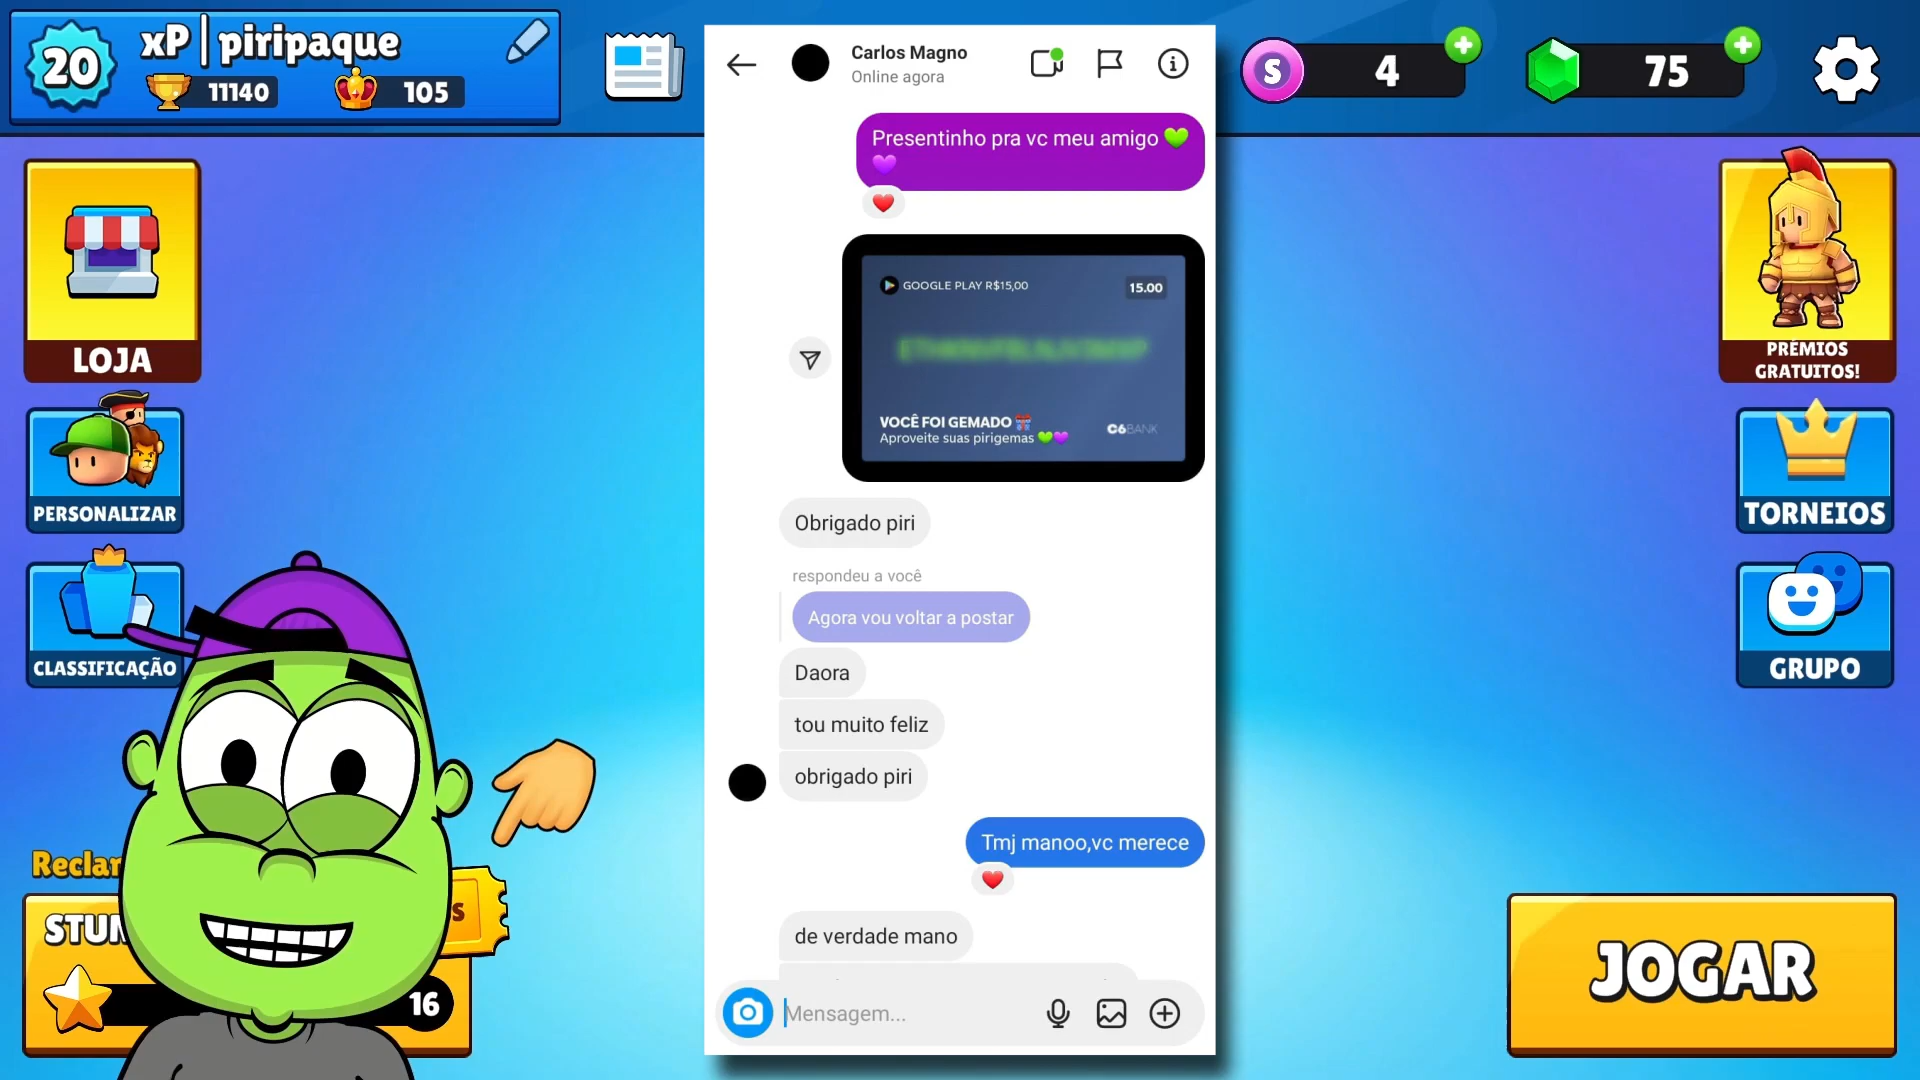 20
xP | piripaque
11140
105
4
75
S
LOJA
PERSONALIZAR
CLASSIFICAÇÃO
16
Carlos Magno
Online agora
Presentinho pra vc meu amigo 💚
💜
❤️
GOOGLE PLAY R$15,00
15.00
VOCÊ FOI GEMADO
Aproveite suas pirigemas 💚💜
C6BANK
Obrigado piri
respondeu a você
Agora vou voltar a postar
Daora
tou muito feliz
obrigado piri
Tmj manoo,vc merece
❤️
de verdade mano
Mensagem...
PRÊMIOS
GRATUITOS!
TORNEIOS
GRUPO
JOGAR